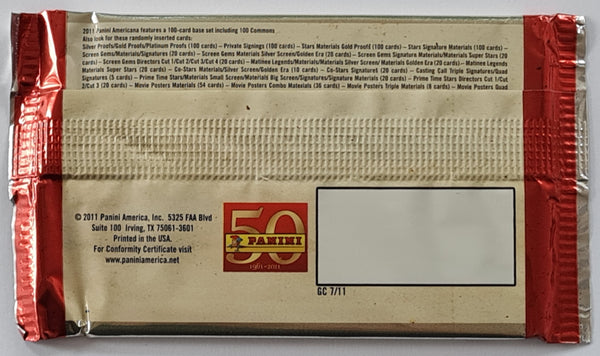 2011 Panini Americana features a 100-card base set including 100 Commons
Also look for these randomly inserted cards:
Silver Proofs/Gold Proofs/Platinum Proofs (100 cards) – Private Signings (100 cards) – Stars Materials Gold Proof (100 cards) – Stars Signature Materials (100 cards) –
Screen Gems/Materials/Signatures/Silver Screen/Golden Era (20 cards) – Screen Gems Materials Silver Screen/Golden Era (20 cards) – Screen Gems Signature Materials/Materials Super Stars (20
cards) – Screen Gems Directors Cut 1/Cut 2/Cut 3/Cut 4 (20 cards) – Matinee Legends/Materials/Materials Silver Screen/ Materials Golden Era (20 cards) – Matinee Legends
Materials Super Stars (20 cards) – Co-Stars Materials/Silver Screen/Golden Era (10 cards) – Co-Stars Signatures (20 cards) – Casting Call Triple Signatures/Quad
Signatures (5 cards) – Prime Time Stars/Materials Small Screen/Materials Big Screen/Signatures/Signature Materials (20 cards) – Prime Time Stars Directors Cut 1/Cut
2/Cut 3 (20 cards) – Movie Posters Materials (54 cards) – Movie Posters Combo Materials (36 cards) – Movie Posters Triple Materials (6 cards) – Movie Posters Quad
© 2011 Panini America, Inc. 5325 FAA Blvd
Suite 100 Irving, TX 75061-3601
Printed in the USA.
For Conformity Certificate visit
www.paniniamerica.net
50
PANINI
1961-2011
GC 7/11